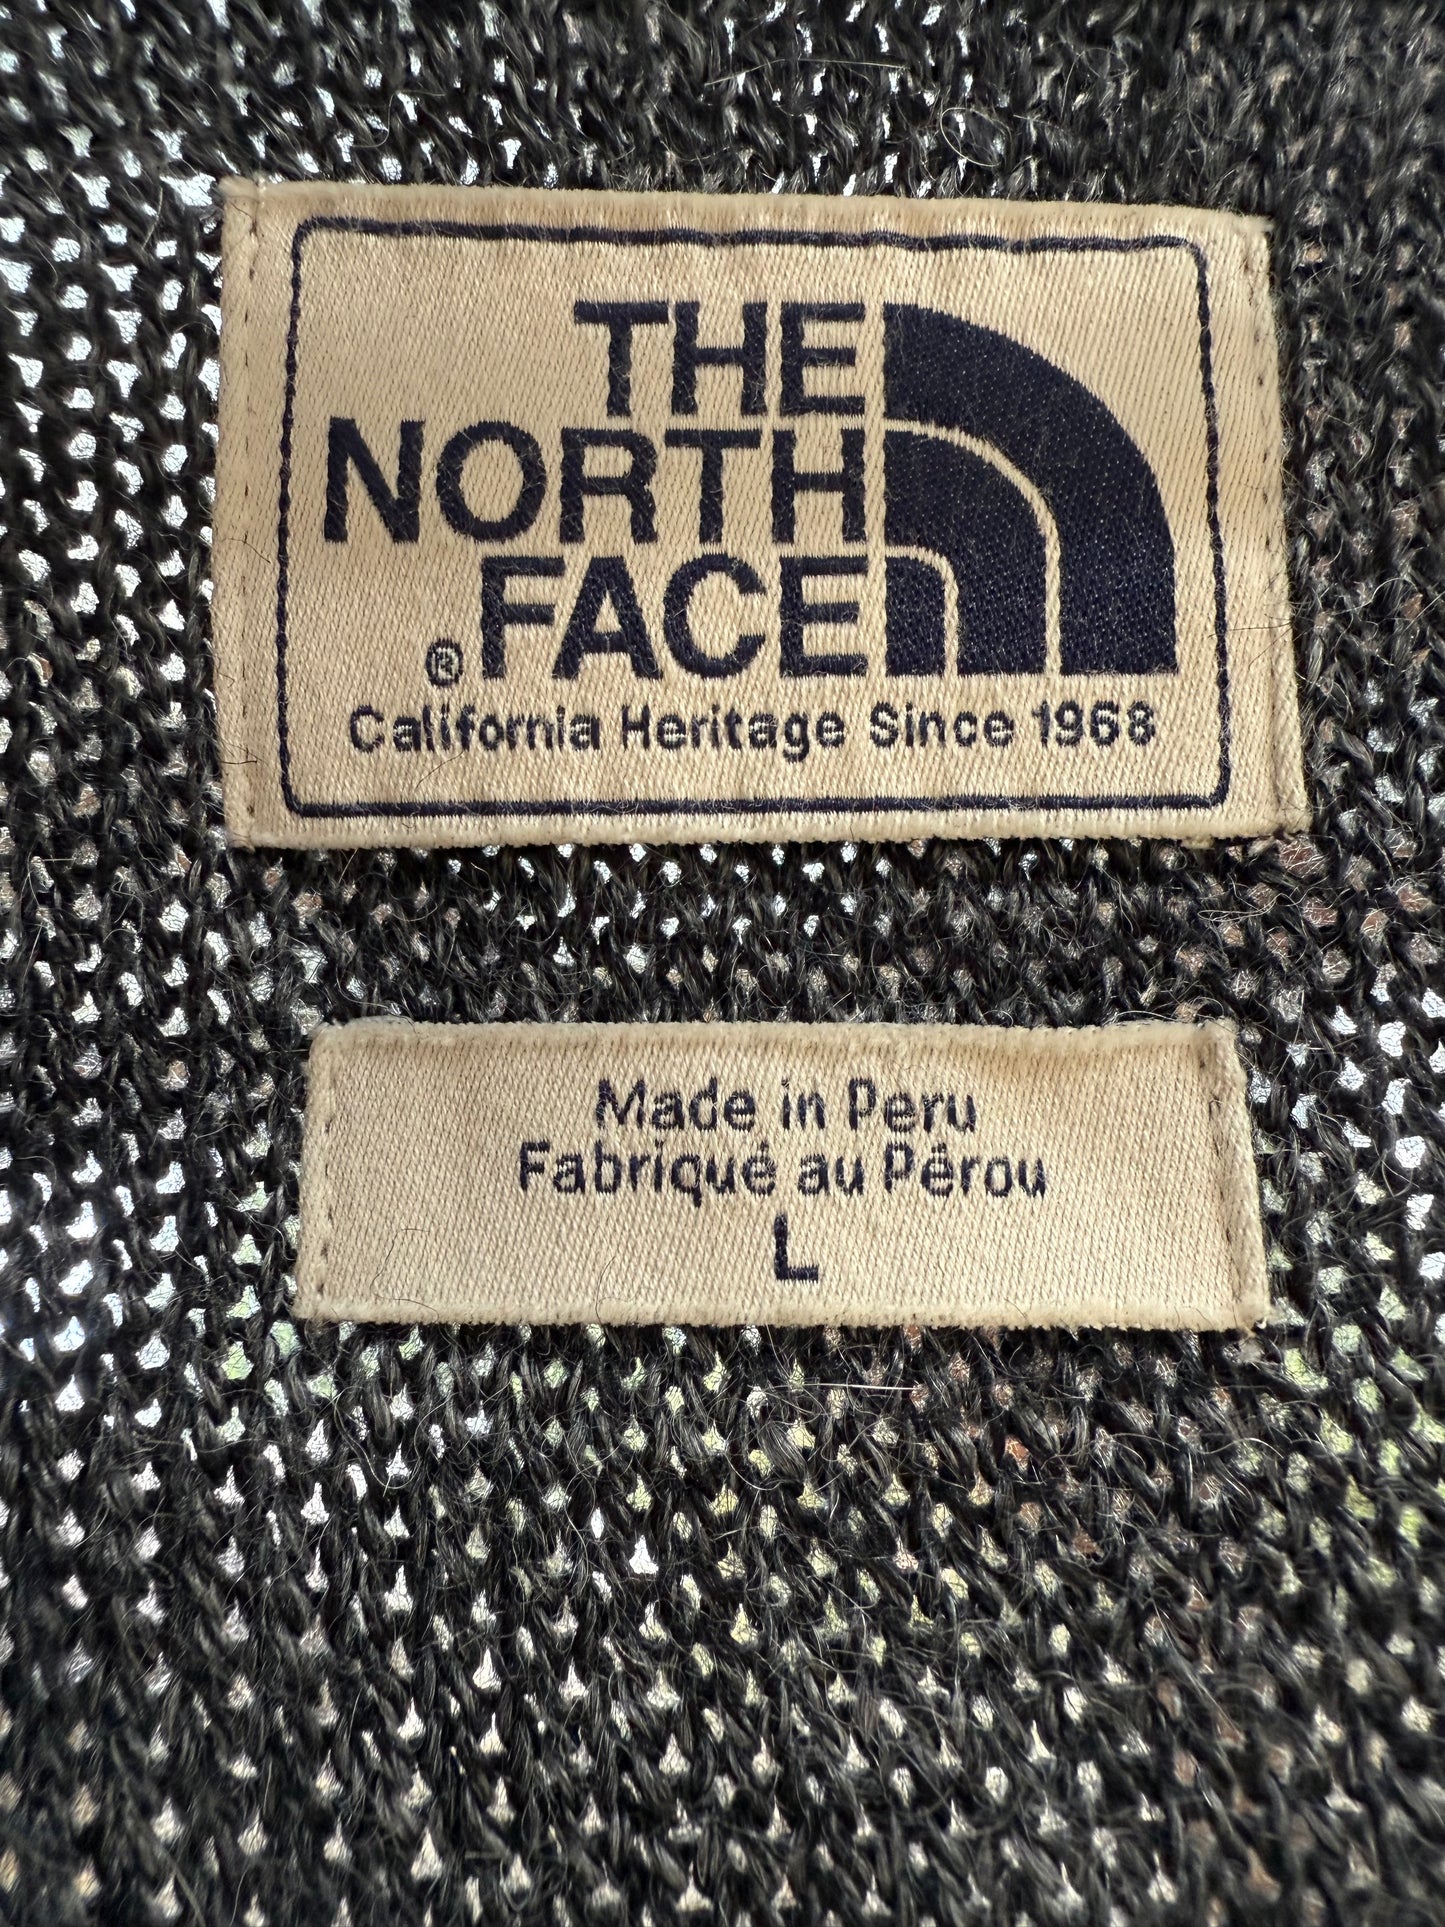 THE
NORTH
FACE
®
California Heritage Since 1968
Made in Peru
Fabriqué au Pérou
L